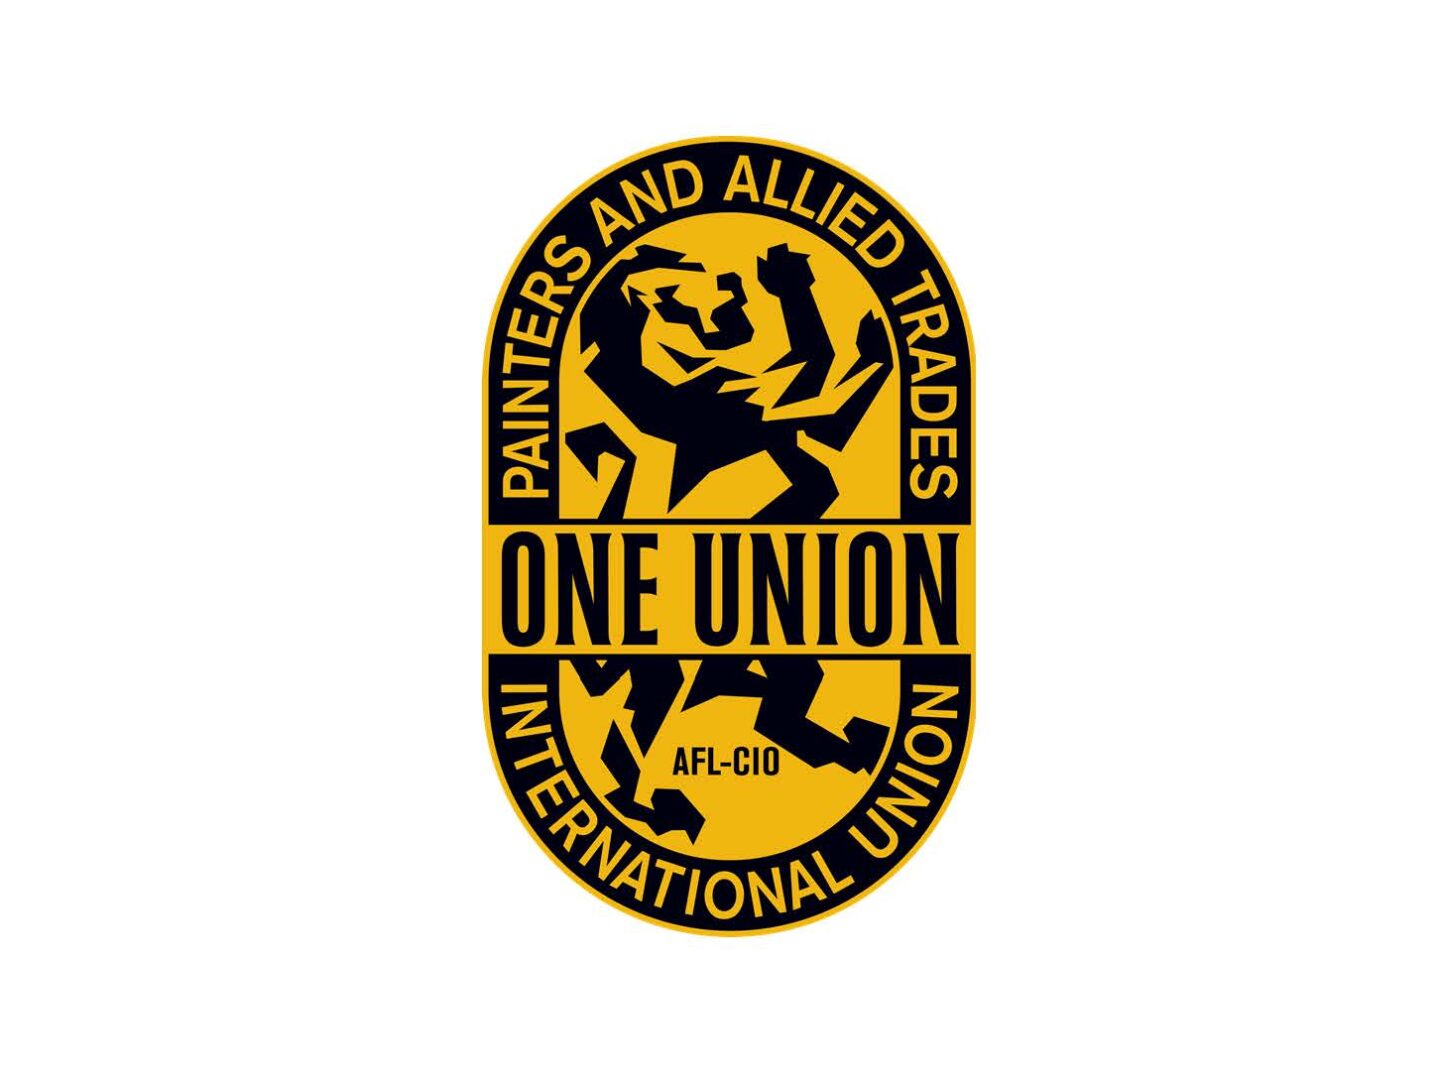 PAINTERS AND ALLIED TRADES
ONE UNION
AFL-CIO
INTERNATIONAL UNION